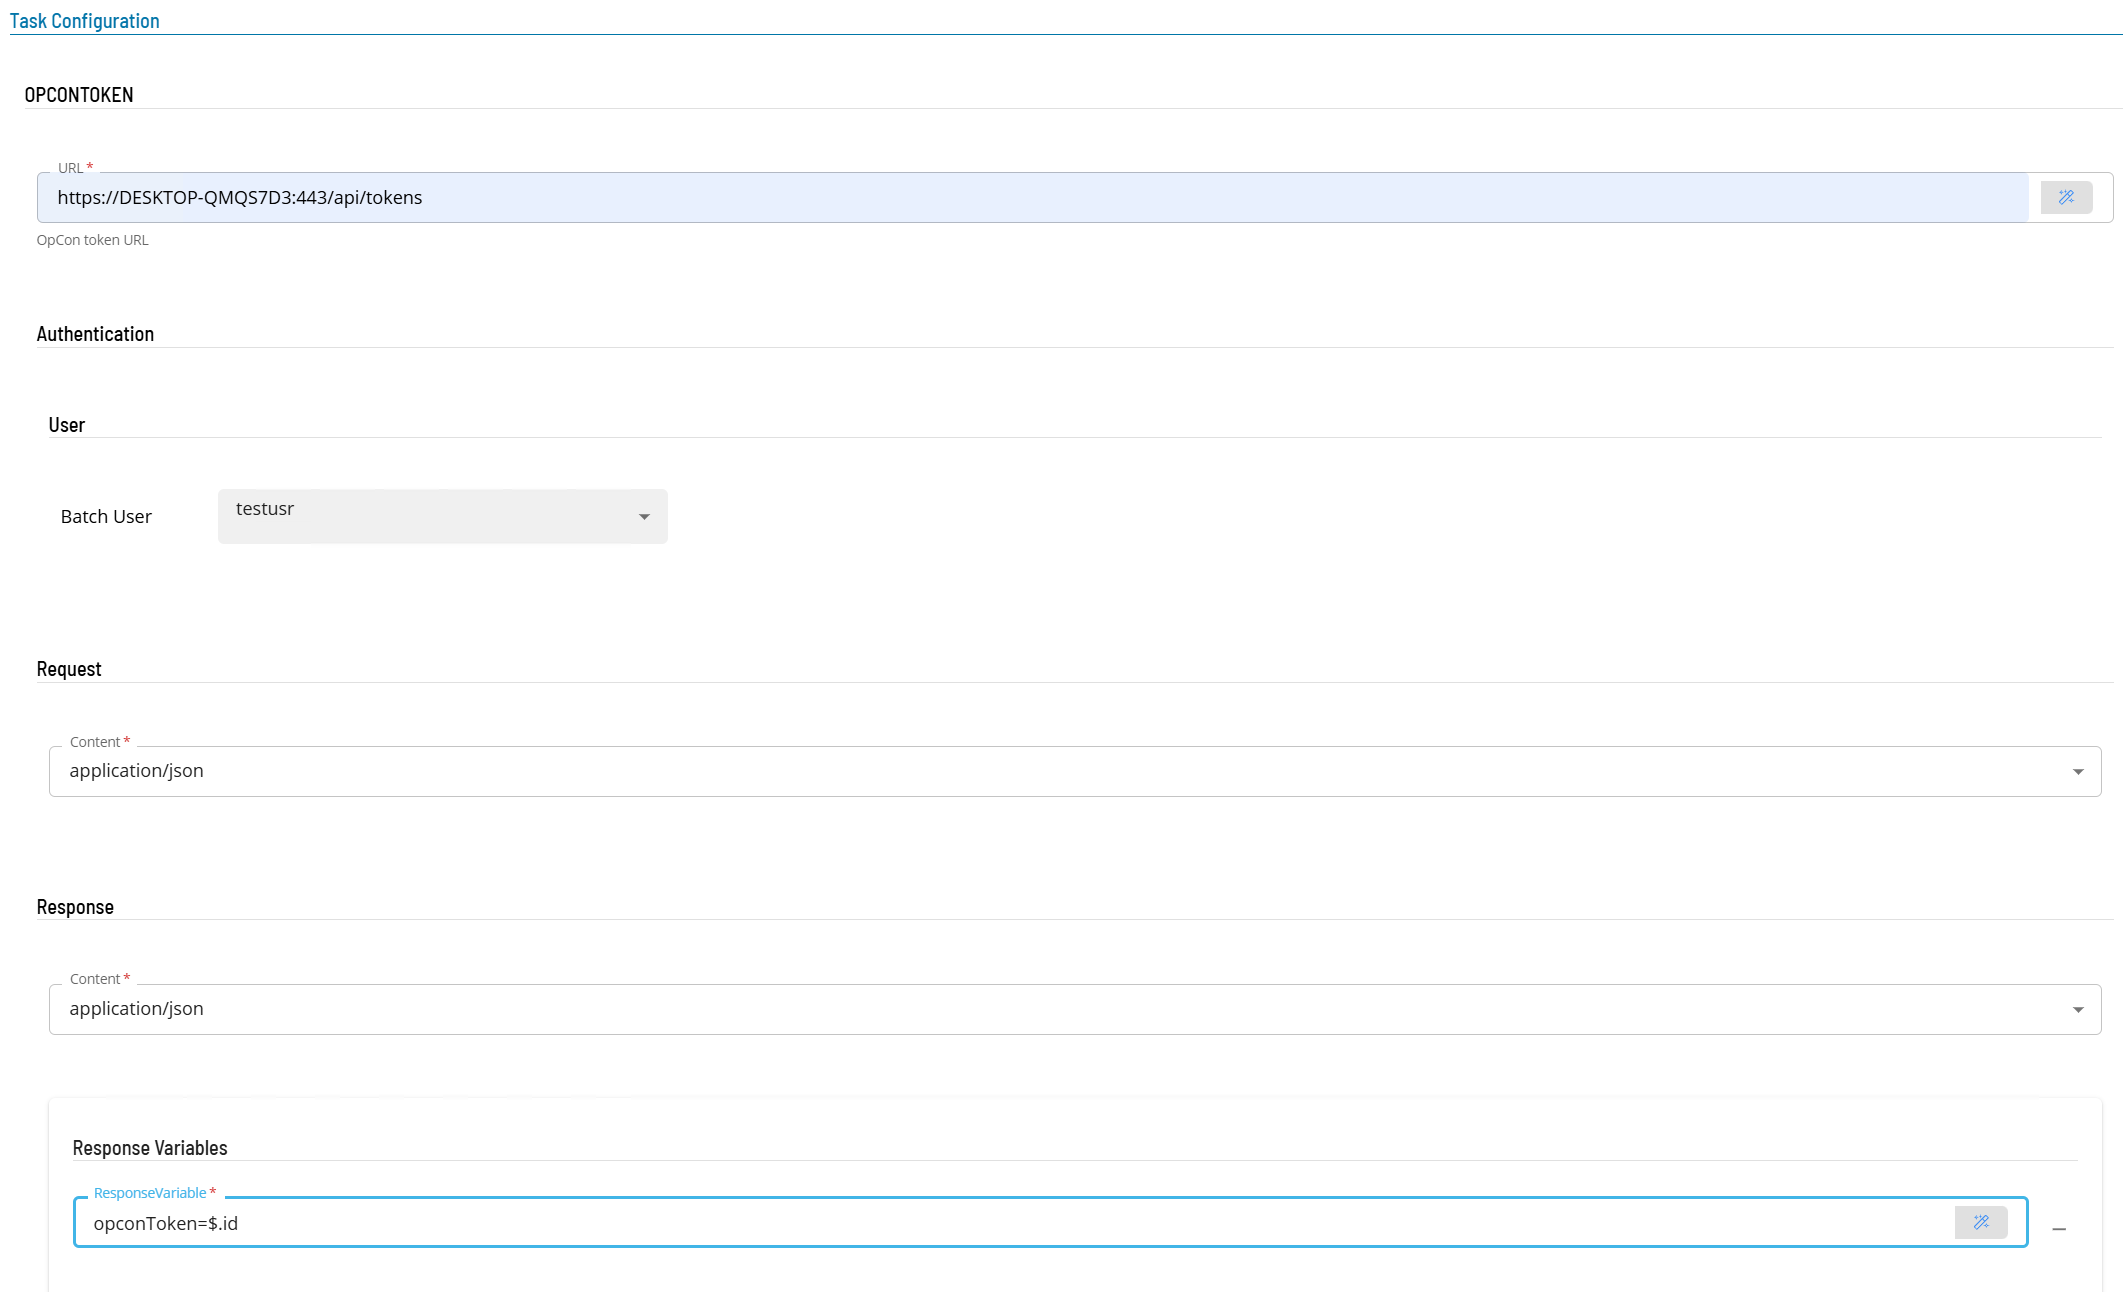 Task Configuration
OPCONTOKEN
URL *
https://DESKTOP-QMQS7D3:443/api/tokens
OpCon token URL
Authentication
User
Batch User testusr
Request
Content *
application/json
Response
Content *
application/json
Response Variables
ResponseVariable *
opconToken=$.id